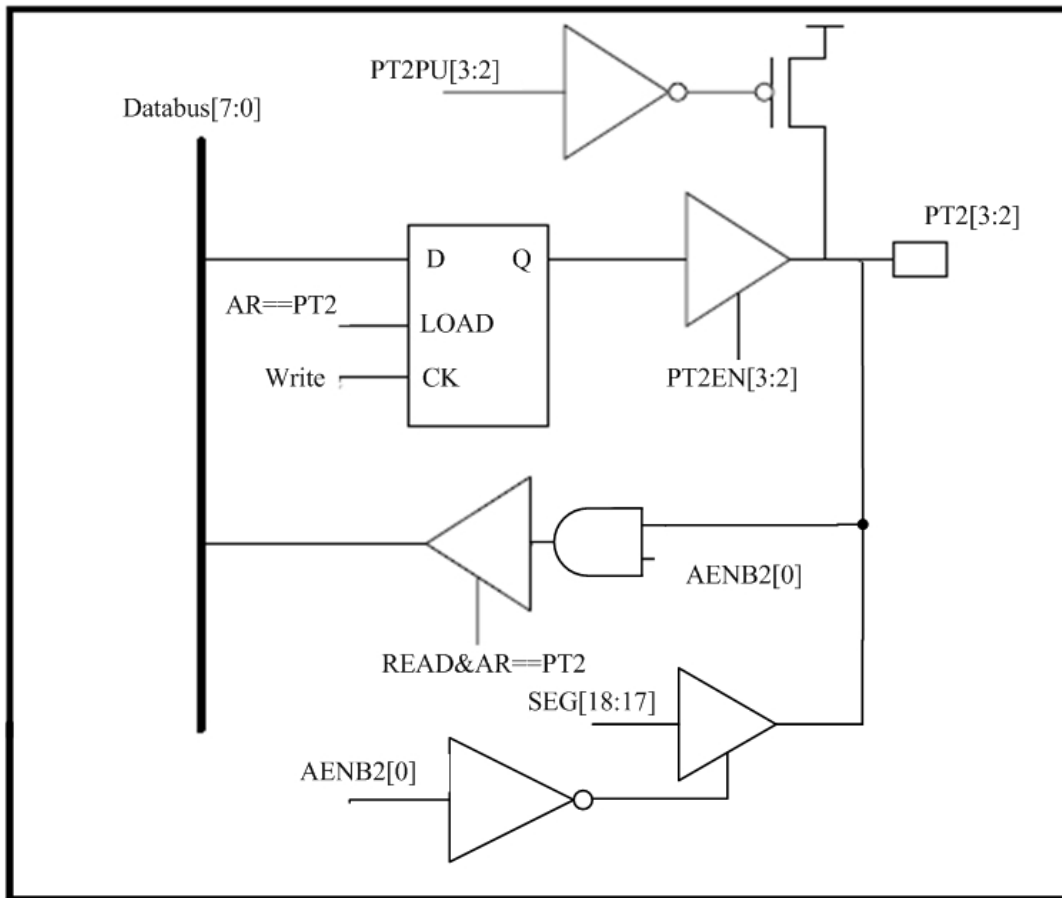 PT2PU[3:2]
Databus[7:0]
PT2[3:2]
D
Q
AR==PT2
LOAD
Write
CK
PT2EN[3:2]
AENB2[0]
READ&AR==PT2
SEG[18:17]
AENB2[0]